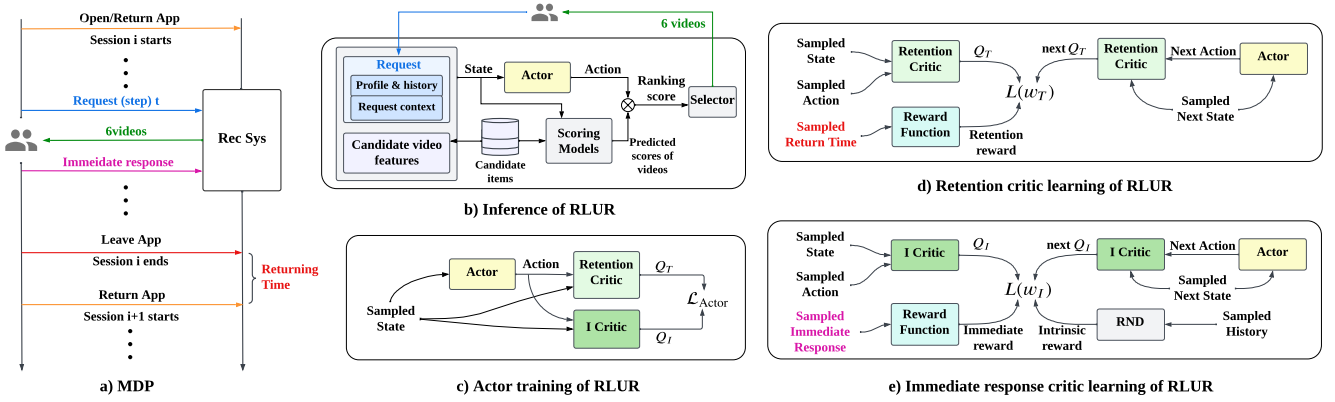 Open/Return App
Session i starts
Request (step) t
6videos
Immeidate response
Rec Sys
Leave App
Session i ends
Returning
Time
Return App
Session i+1 starts
a) MDP
6 videos
Request
Profile & history
Request context
Candidate video
features
State
Actor
Action
Ranking
score
Selector
Candidate
items
Scoring
Models
Predicted
scores of
videos
b) Inference of RLUR
Sampled
State
Actor
Action
Retention
Critic
I Critic
Q_T
Q_I
ℒ_Actor
c) Actor training of RLUR
Sampled
State
Sampled
Action
Sampled
Return Time
Retention
Critic
Reward
Function
Q_T
L(w_T)
Retention
reward
next Q_T
Retention
Critic
Next Action
Actor
Sampled
Next State
d) Retention critic learning of RLUR
Sampled
State
Sampled
Action
Sampled
Immediate
Response
I Critic
Reward
Function
Q_I
L(w_I)
Immediate
reward
next Q_I
I Critic
Next Action
Actor
Sampled
Next State
Intrinsic
reward
RND
Sampled
History
e) Immediate response critic learning of RLUR